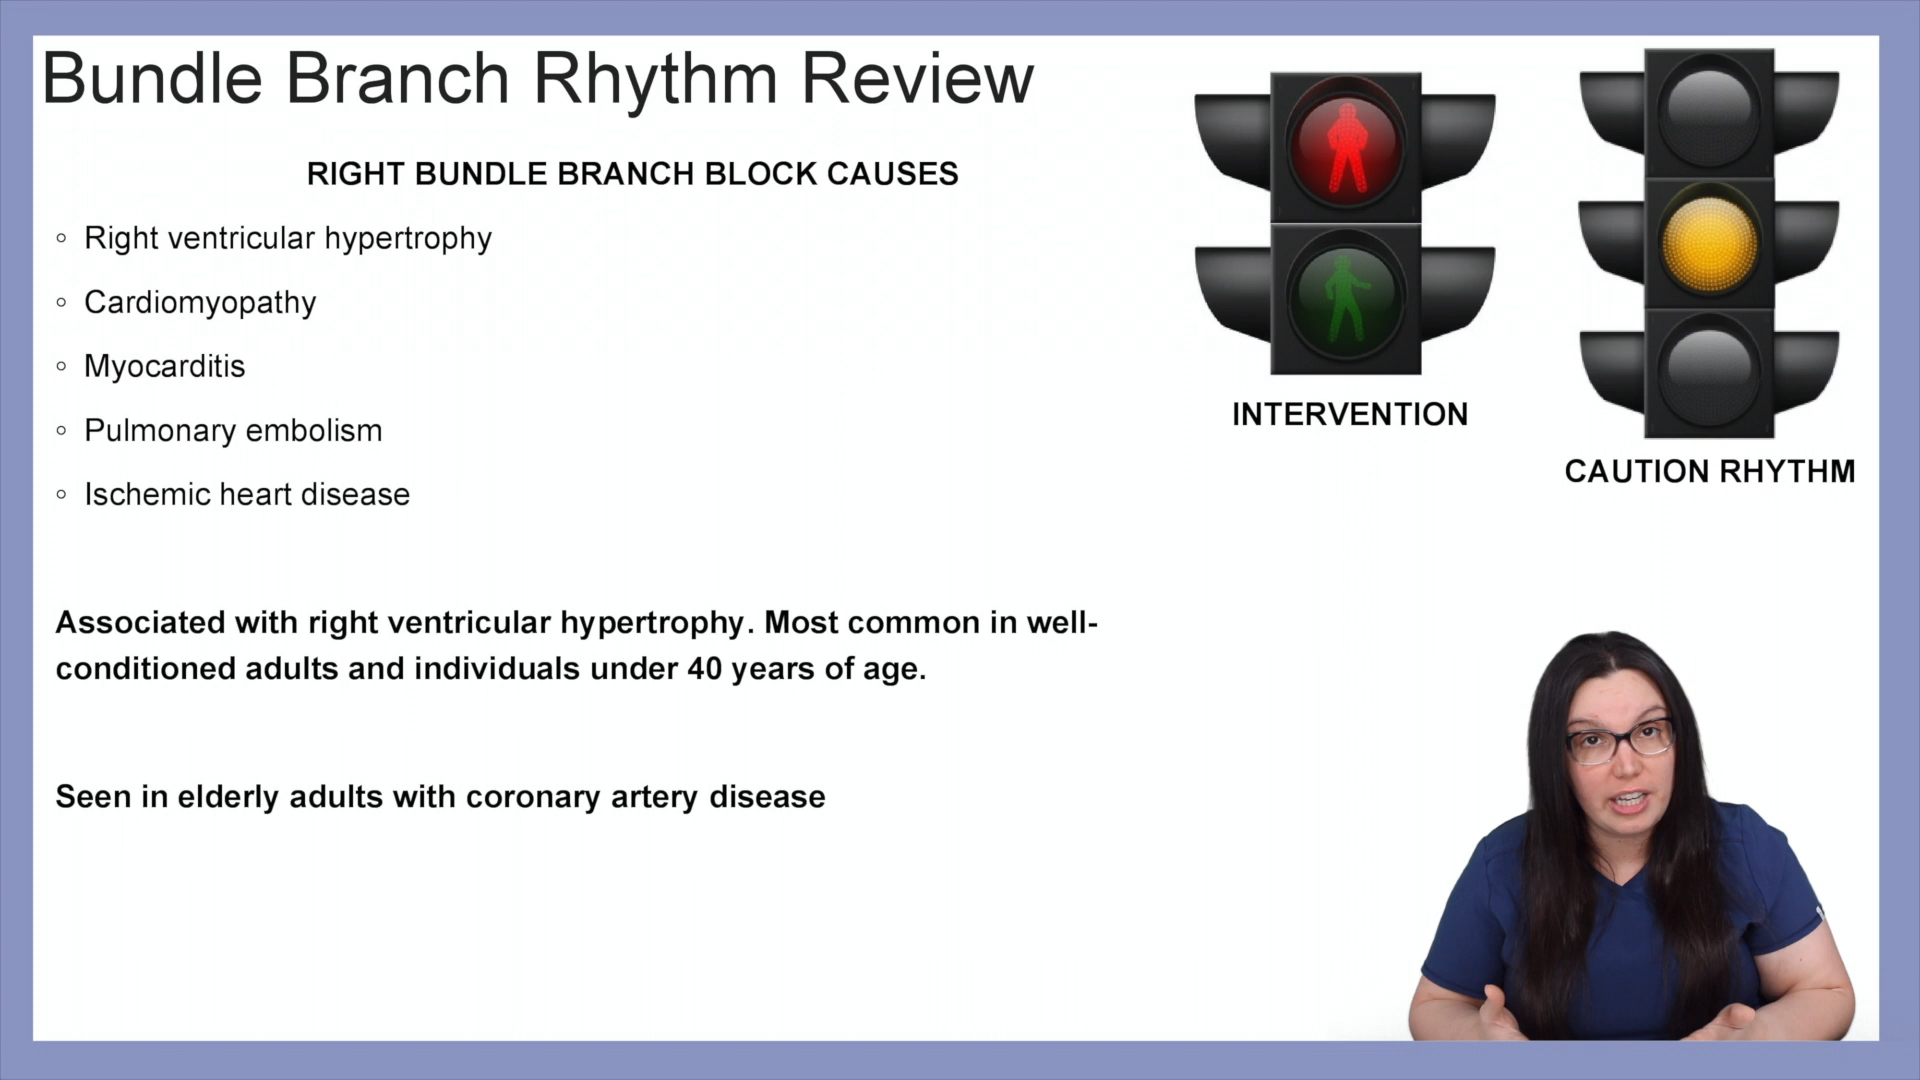 Bundle Branch Rhythm Review
RIGHT BUNDLE BRANCH BLOCK CAUSES
◦ Right ventricular hypertrophy
◦ Cardiomyopathy
◦ Myocarditis
◦ Pulmonary embolism
◦ Ischemic heart disease
Associated with right ventricular hypertrophy. Most common in well-
conditioned adults and individuals under 40 years of age.
Seen in elderly adults with coronary artery disease
INTERVENTION
CAUTION RHYTHM